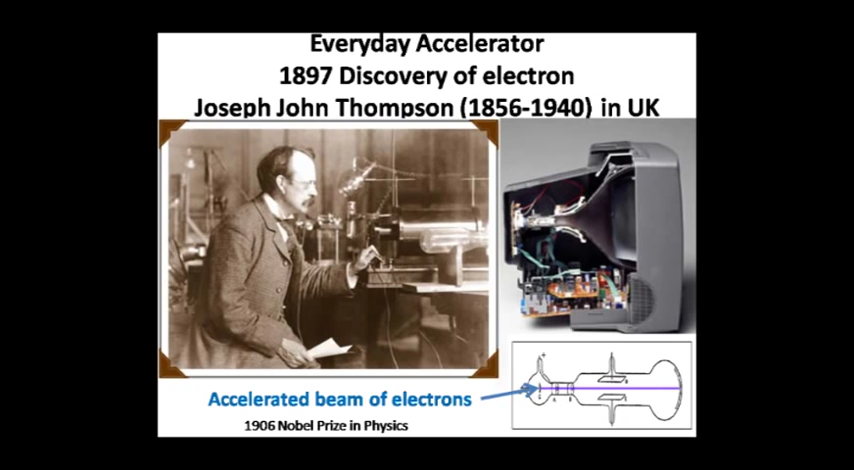 Everyday Accelerator
1897 Discovery of electron
Joseph John Thompson (1856-1940) in UK
Accelerated beam of electrons
1906 Nobel Prize in Physics